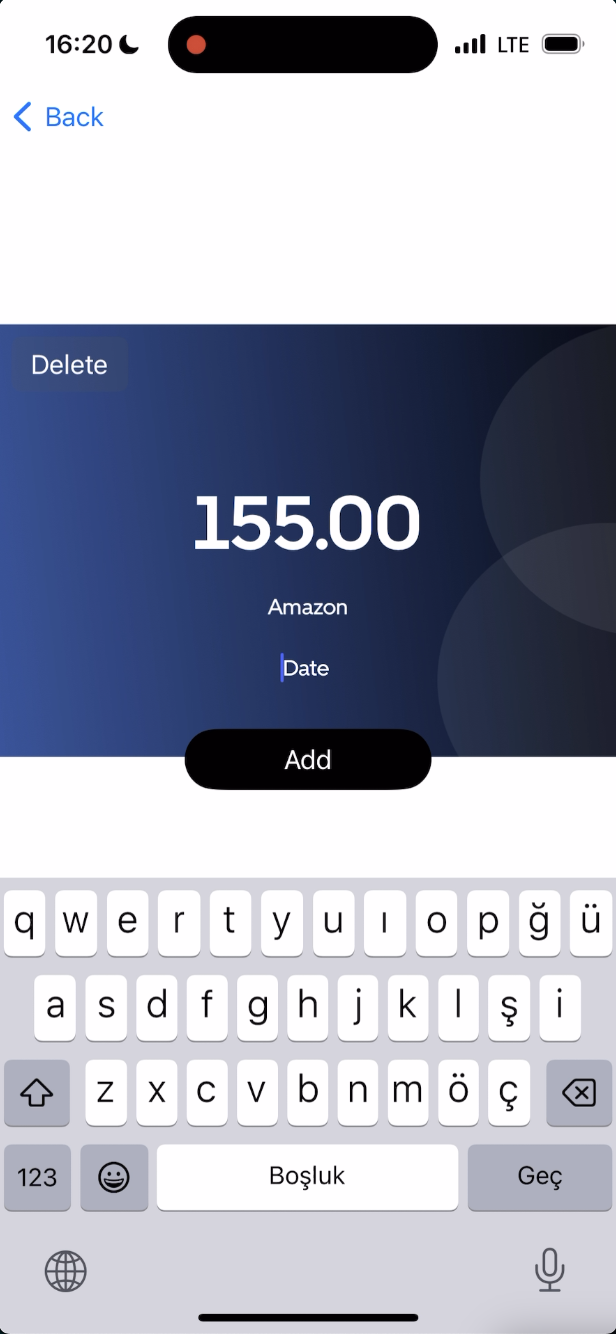 16:20 LTE
Back
Delete
155.00
Amazon
Date
Add
q w e r t y u ı o p ğ ü
a s d f g h j k l ş i
z x c v b n m ö ç
123 Boşluk Geç